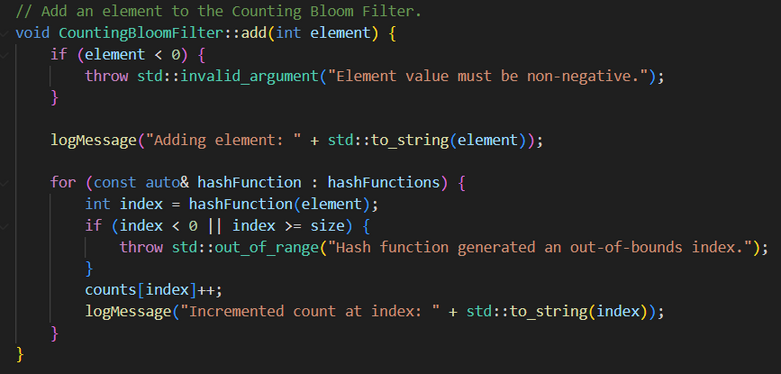 // Add an element to the Counting Bloom Filter.
void CountingBloomFilter::add(int element) {
    if (element < 0) {
        throw std::invalid_argument("Element value must be non-negative.");
    }

    logMessage("Adding element: " + std::to_string(element));

    for (const auto& hashFunction : hashFunctions) {
        int index = hashFunction(element);
        if (index < 0 || index >= size) {
            throw std::out_of_range("Hash function generated an out-of-bounds index.");
        }
        counts[index]++;
        logMessage("Incremented count at index: " + std::to_string(index));
    }
}